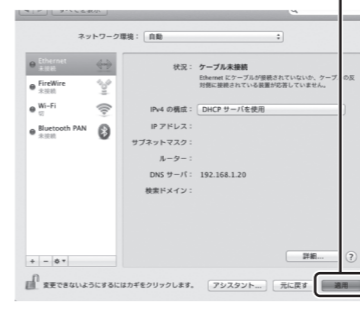 ネットワーク環境： 自動
Ethernet
未接続
FireWire
未接続
Wi-Fi
Bluetooth PAN
未接続
状況： ケーブル未接続
Ethernet にケーブルが接続されていないか、ケーブルの反
対側に接続されている装置が応答していません。
IPv4 の構成： DHCP サーバを使用
IP アドレス：
サブネットマスク：
ルーター：
DNS サーバ： 192.168.1.20
検索ドメイン：
詳細... ?
+ −
変更できないようにするにはカギをクリックします。 アシスタント... 元に戻す 適用